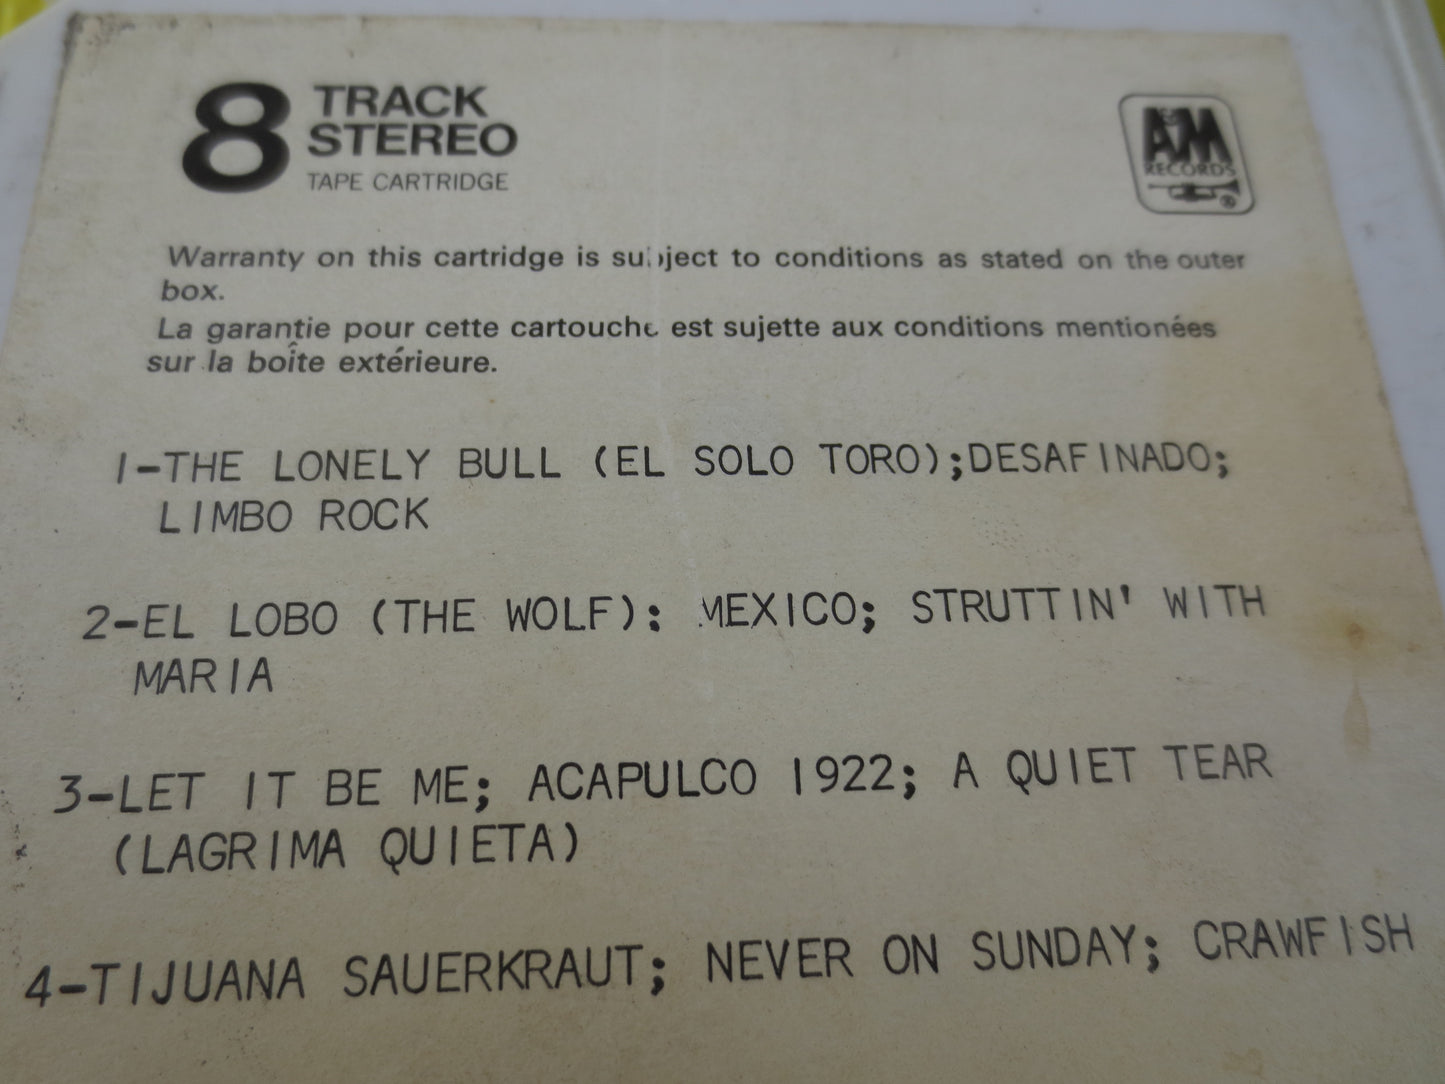 8 TRACK
STEREO
TAPE CARTRIDGE
A&M
RECORDS
®
Warranty on this cartridge is subject to conditions as stated on the outer
box.
La garantie pour cette cartouche est sujette aux conditions mentionées
sur la boîte extérieure.
1-THE LONELY BULL (EL SOLO TORO);DESAFINADO;
LIMBO ROCK
2-EL LOBO (THE WOLF): MEXICO; STRUTTIN' WITH
MARIA
3-LET IT BE ME; ACAPULCO 1922; A QUIET TEAR
(LAGRIMA QUIETA)
4-TIJUANA SAUERKRAUT; NEVER ON SUNDAY; CRAWFISH